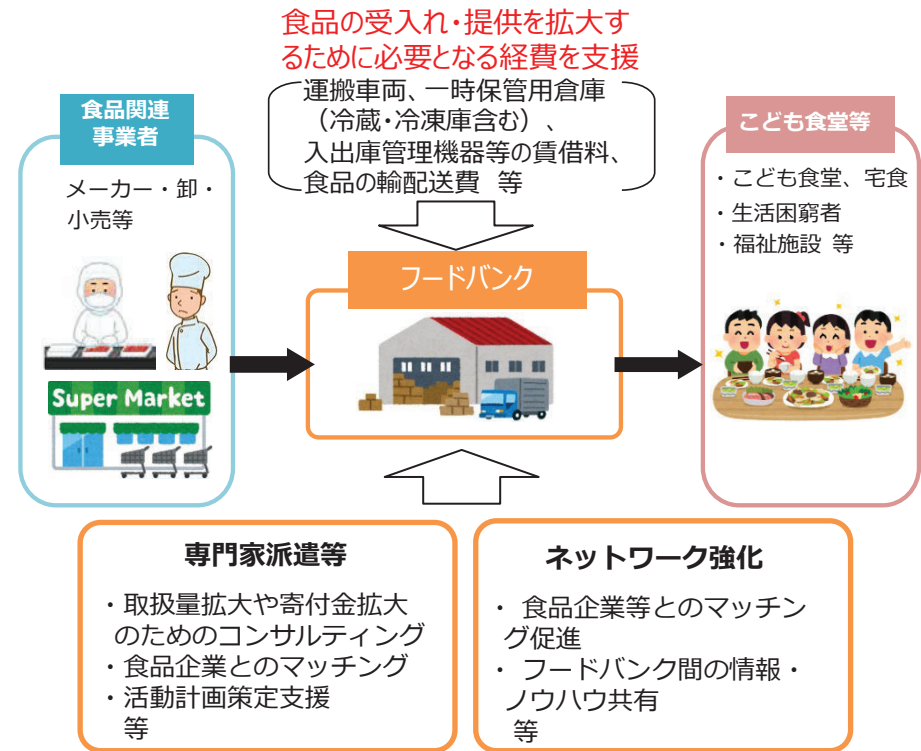 食品の受入れ・提供を拡大す
るために必要となる経費を支援
運搬車両、一時保管用倉庫
（冷蔵・冷凍庫含む）、
入出庫管理機器等の賃借料、
食品の輸配送費 等
食品関連
事業者
メーカー・卸・
小売等
Super Market
フードバンク
こども食堂等
・こども食堂、宅食
・生活困窮者
・福祉施設 等
専門家派遣等
・取扱量拡大や寄付金拡大
のためのコンサルティング
・食品企業とのマッチング
・活動計画策定支援
等
ネットワーク強化
・ 食品企業等とのマッチン
グ促進
・ フードバンク間の情報・
ノウハウ共有
等